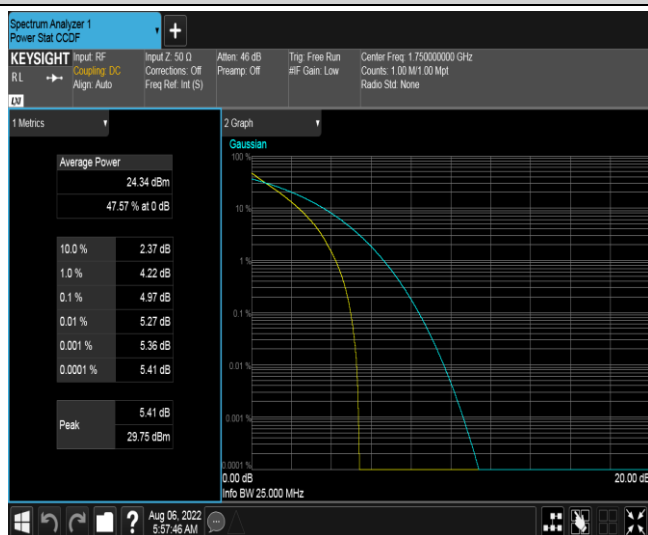 Spectrum Analyzer 1
Power Stat CCDF
KEYSIGHT
Input: RF
Input Z: 50 Ω
Atten: 46 dB
Trig: Free Run
Center Freq: 1.750000000 GHz
RL
Coupling: DC
Corrections: Off
Preamp: Off
#IF Gain: Low
Counts: 1.00 M/1.00 Mpt
Align: Auto
Freq Ref: Int (S)
Radio Std: None
LXI
1 Metrics
2 Graph
Gaussian
Average Power
24.34 dBm
47.57 % at 0 dB
10.0 % 2.37 dB
1.0 % 4.22 dB
0.1 % 4.97 dB
0.01 % 5.27 dB
0.001 % 5.36 dB
0.0001 % 5.41 dB
Peak
5.41 dB
29.75 dBm
100 %
10 %
1 %
0.1 %
0.01 %
0.001 %
0.0001 %
0.00 dB
20.00 dB
Info BW 25.000 MHz
Aug 06, 2022
5:57:46 AM